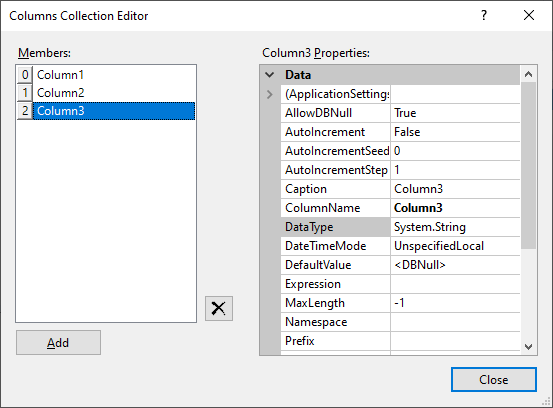 Columns Collection Editor ?
Members:
0 Column1
1 Column2
2 Column3
Add
Column3 Properties:
Data
(ApplicationSettings
AllowDBNull True
AutoIncrement False
AutoIncrementSeed 0
AutoIncrementStep 1
Caption Column3
ColumnName Column3
DataType System.String
DateTimeMode UnspecifiedLocal
DefaultValue <DBNull>
Expression
MaxLength -1
Namespace
Prefix
Close